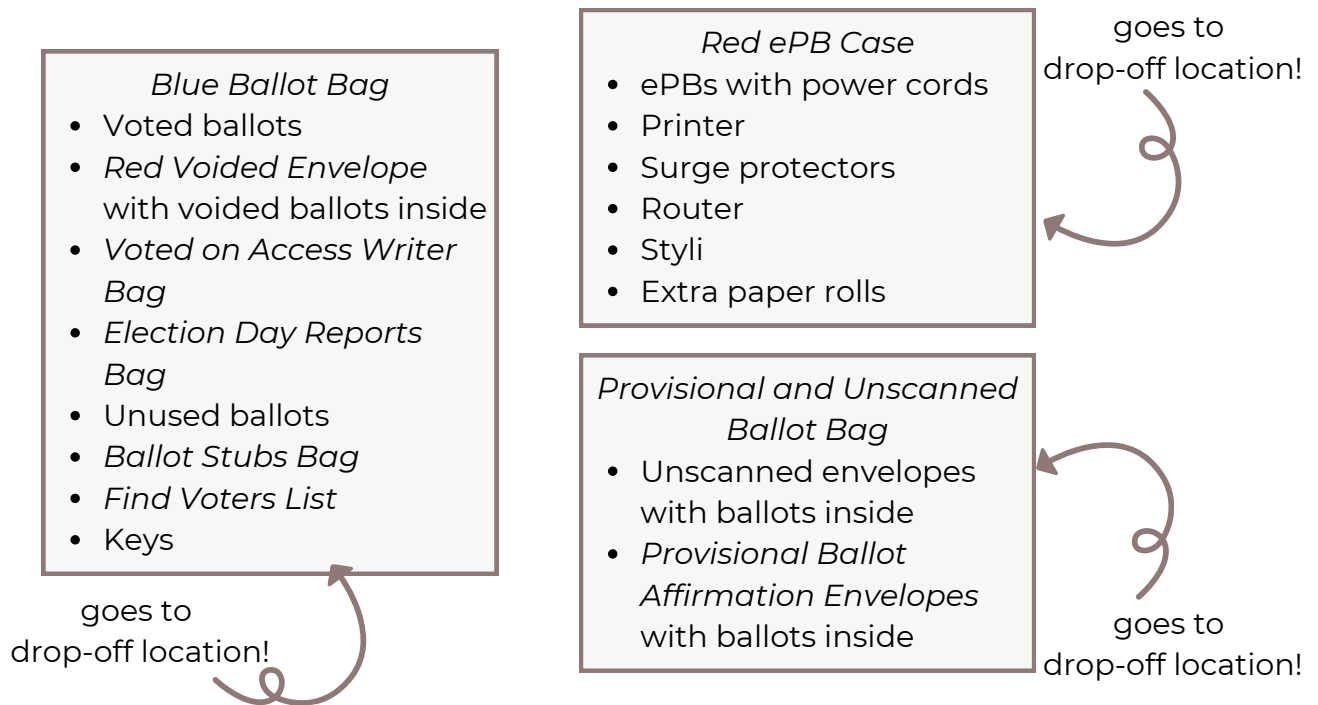 Blue Ballot Bag
• Voted ballots
• Red Voided Envelope
with voided ballots inside
• Voted on Access Writer
Bag
• Election Day Reports
Bag
• Unused ballots
• Ballot Stubs Bag
• Find Voters List
• Keys
goes to
drop-off location!
Red ePB Case
• ePBs with power cords
• Printer
• Surge protectors
• Router
• Styli
• Extra paper rolls
goes to
drop-off location!
Provisional and Unscanned
Ballot Bag
• Unscanned envelopes
with ballots inside
• Provisional Ballot
Affirmation Envelopes
with ballots inside
goes to
drop-off location!